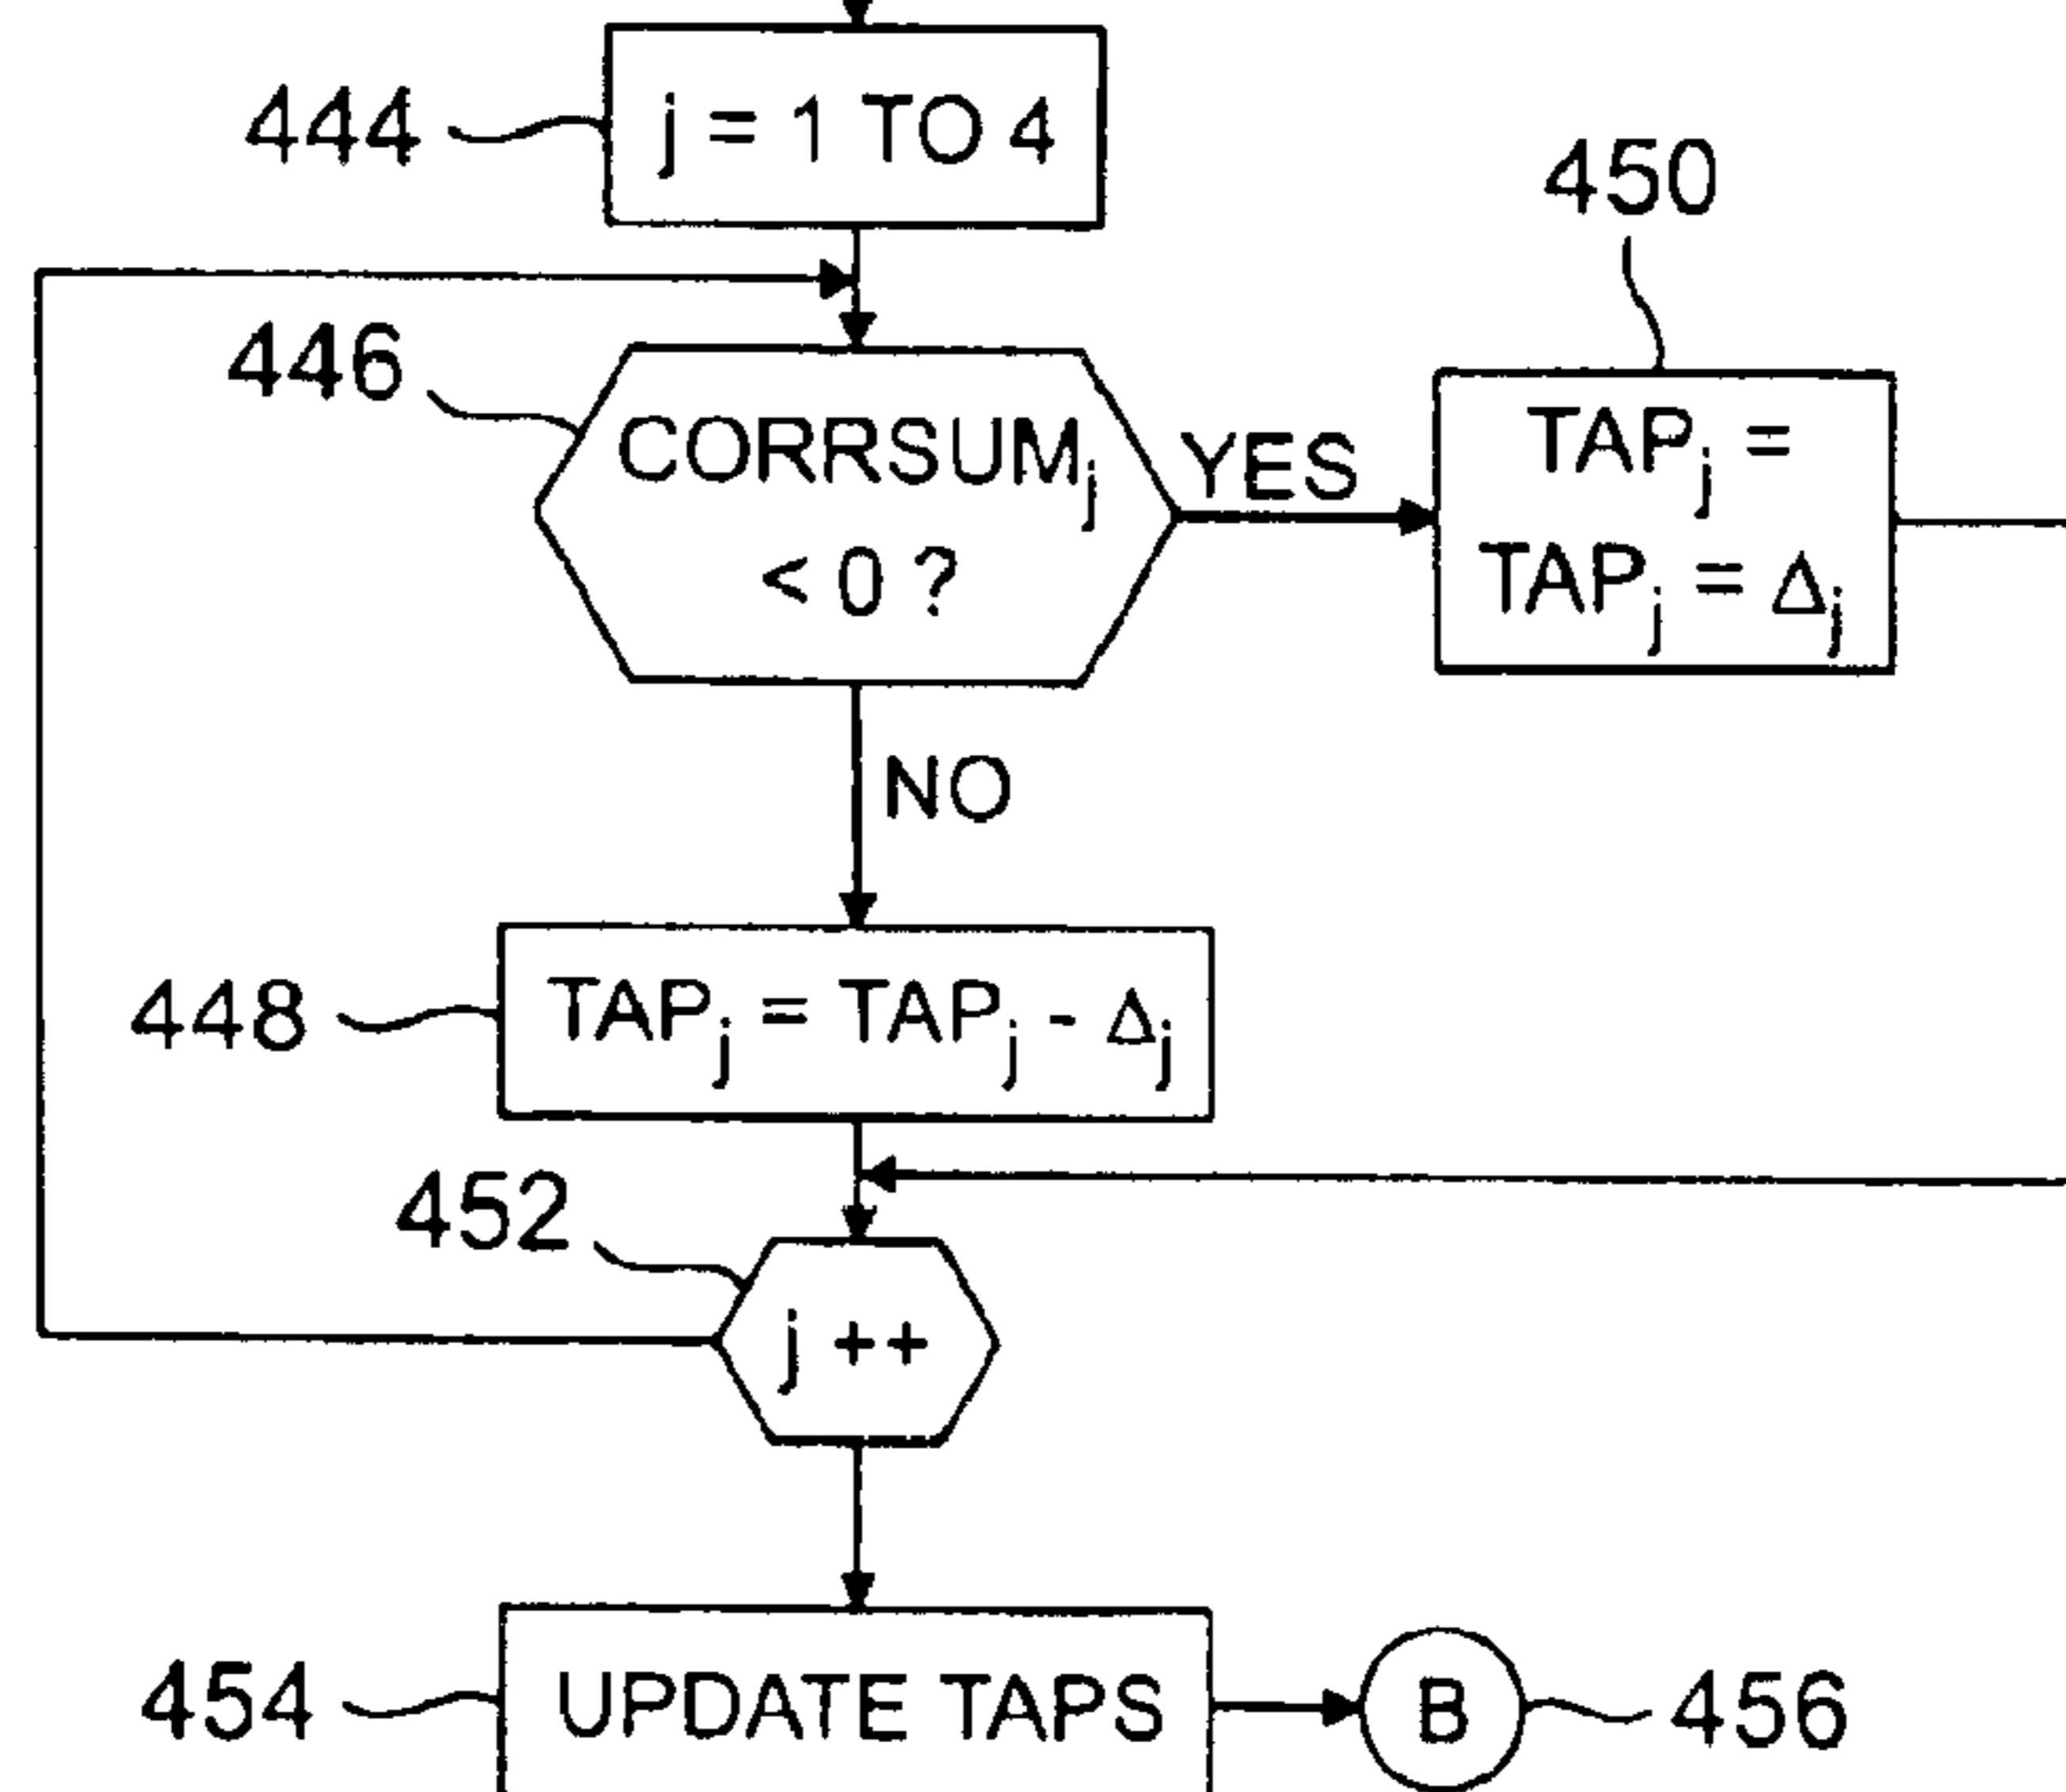 444
j = 1 TO 4
450
446
CORRSUMj
< 0 ?
YES
TAPj =
TAPj = Δj
NO
448
TAPj = TAPj - Δj
452
j ++
454
UPDATE TAPS
B
456